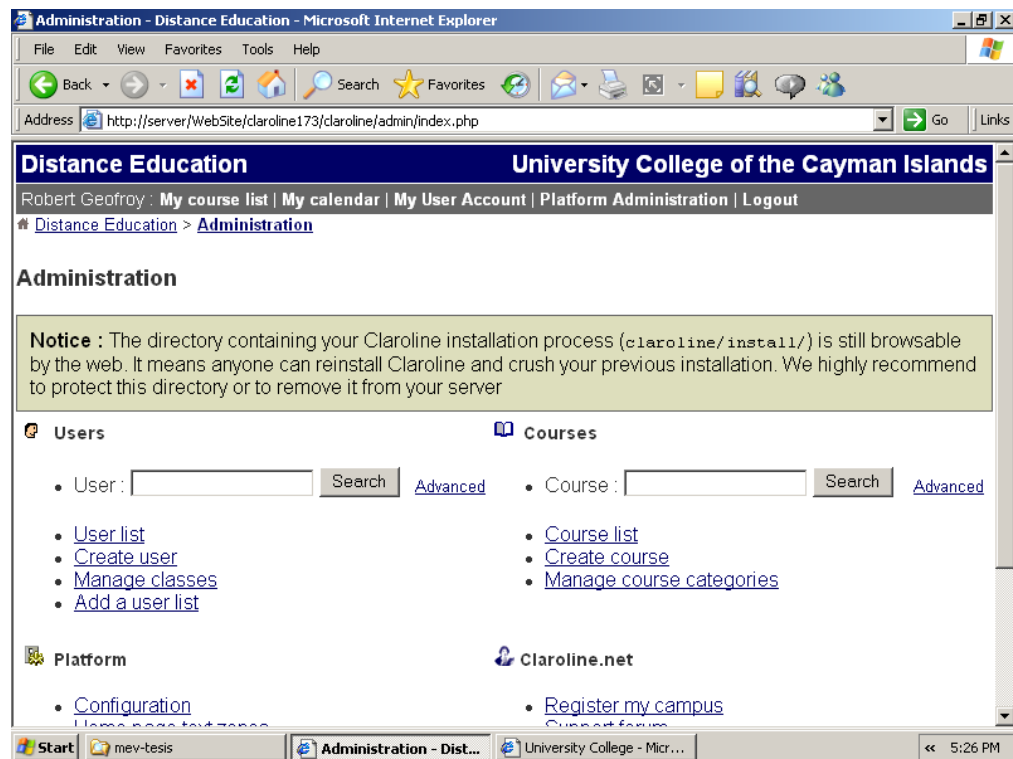 Administration - Distance Education - Microsoft Internet Explorer
File Edit View Favorites Tools Help
Back Search Favorites
Address http://server/WebSite/claroline173/claroline/admin/index.php Go Links
Distance Education University College of the Cayman Islands
Robert Geofroy : My course list | My calendar | My User Account | Platform Administration | Logout
Distance Education > Administration
Administration
Notice : The directory containing your Claroline installation process (claroline/install/) is still browsable
by the web. It means anyone can reinstall Claroline and crush your previous installation. We highly recommend
to protect this directory or to remove it from your server
Users Courses
• User : Search Advanced • Course : Search Advanced
• User list • Course list
• Create user • Create course
• Manage classes • Manage course categories
• Add a user list
Platform Claroline.net
• Configuration • Register my campus
Home page text zones Support forum
Start mev-tesis Administration - Dist... University College - Micr... « 5:26 PM